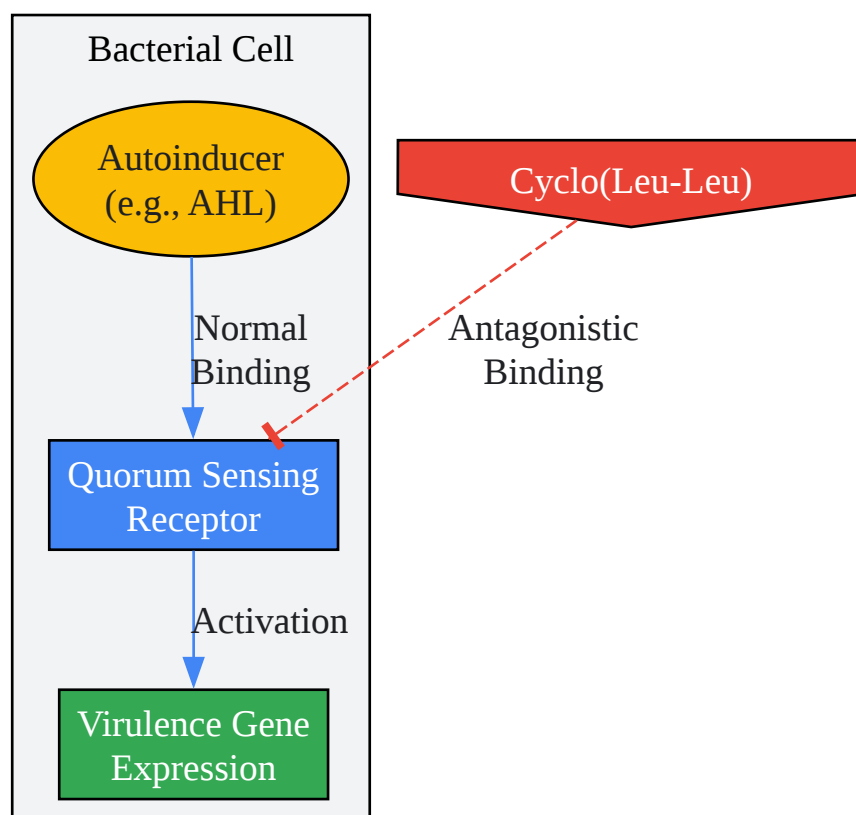 Bacterial Cell
Autoinducer
(e.g., AHL)
Cyclo(Leu-Leu)
Normal
Binding
Antagonistic
Binding
Quorum Sensing
Receptor
Activation
Virulence Gene
Expression